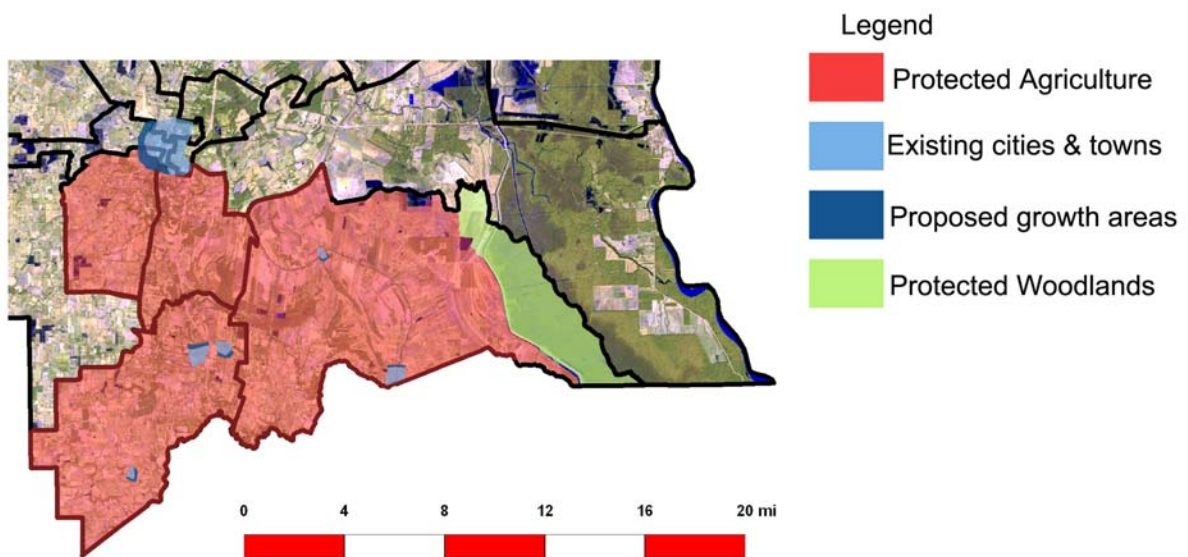 Legend
Protected Agriculture
Existing cities & towns
Proposed growth areas
Protected Woodlands
0 4 8 12 16 20 mi